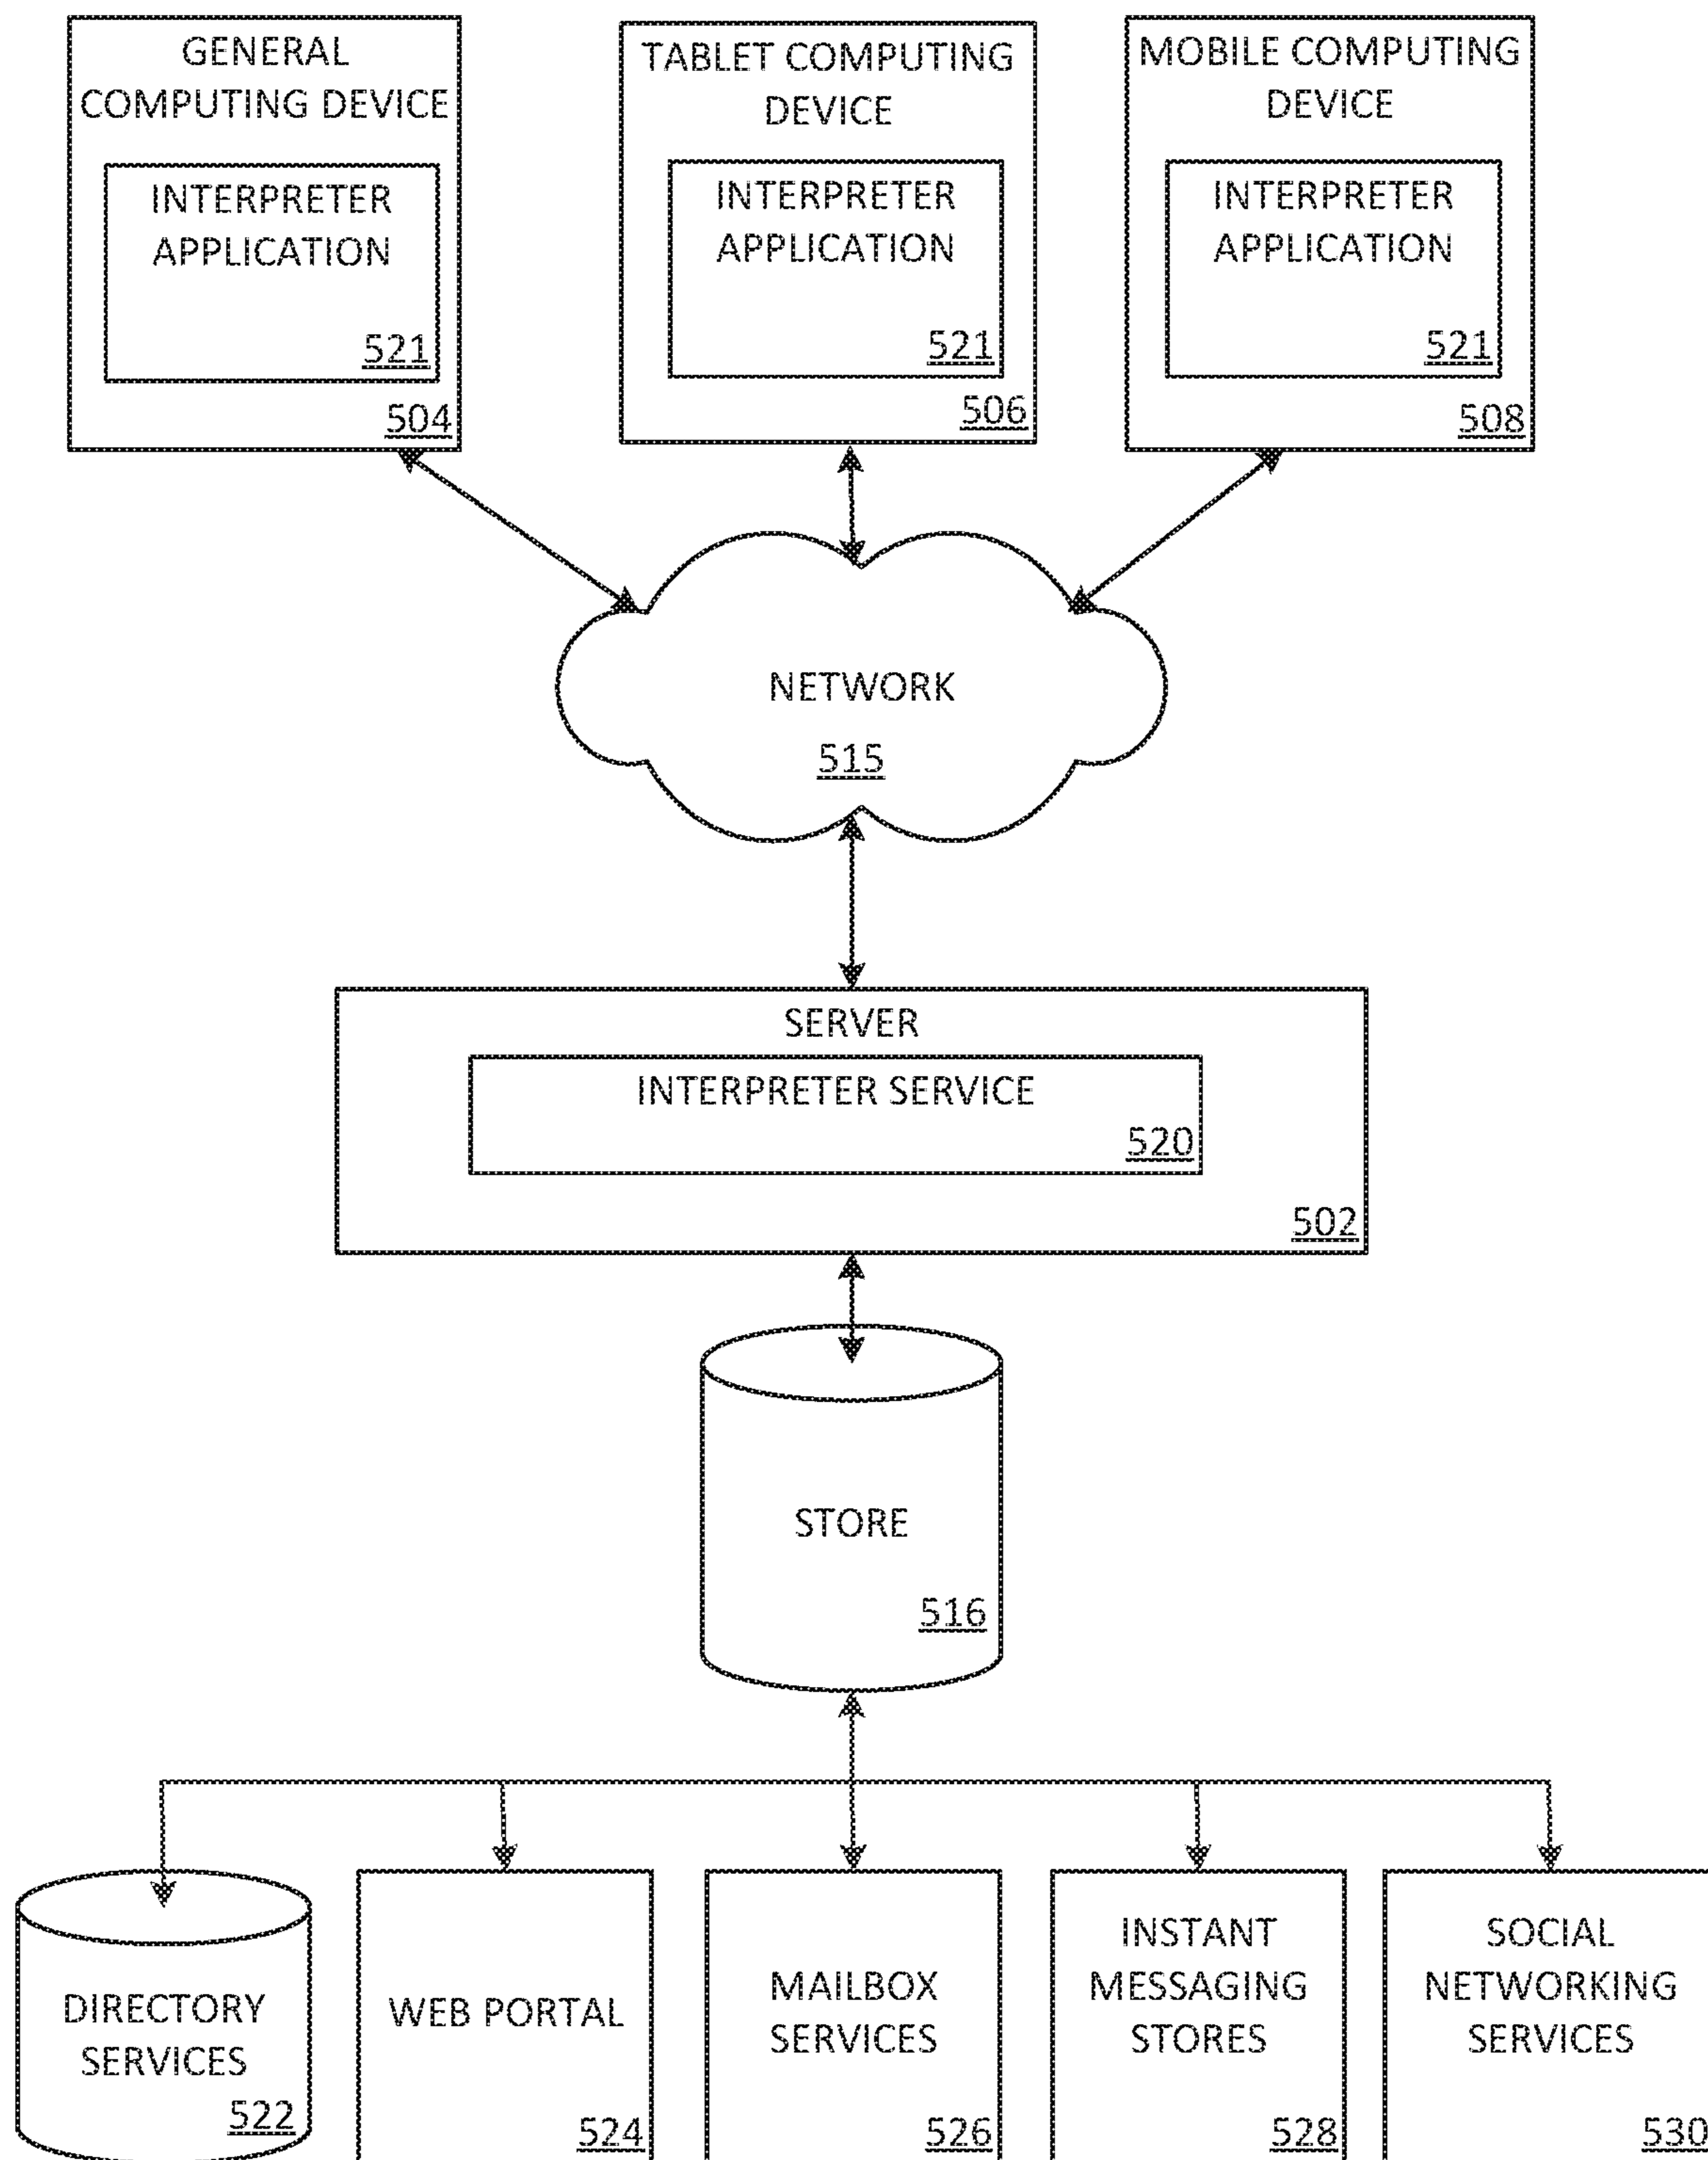 GENERAL
COMPUTING DEVICE
INTERPRETER
APPLICATION
521
504
TABLET COMPUTING
DEVICE
INTERPRETER
APPLICATION
521
506
MOBILE COMPUTING
DEVICE
INTERPRETER
APPLICATION
521
508
NETWORK
515
SERVER
INTERPRETER SERVICE
520
502
STORE
516
DIRECTORY
SERVICES
522
WEB PORTAL
524
MAILBOX
SERVICES
526
INSTANT
MESSAGING
STORES
528
SOCIAL
NETWORKING
SERVICES
530